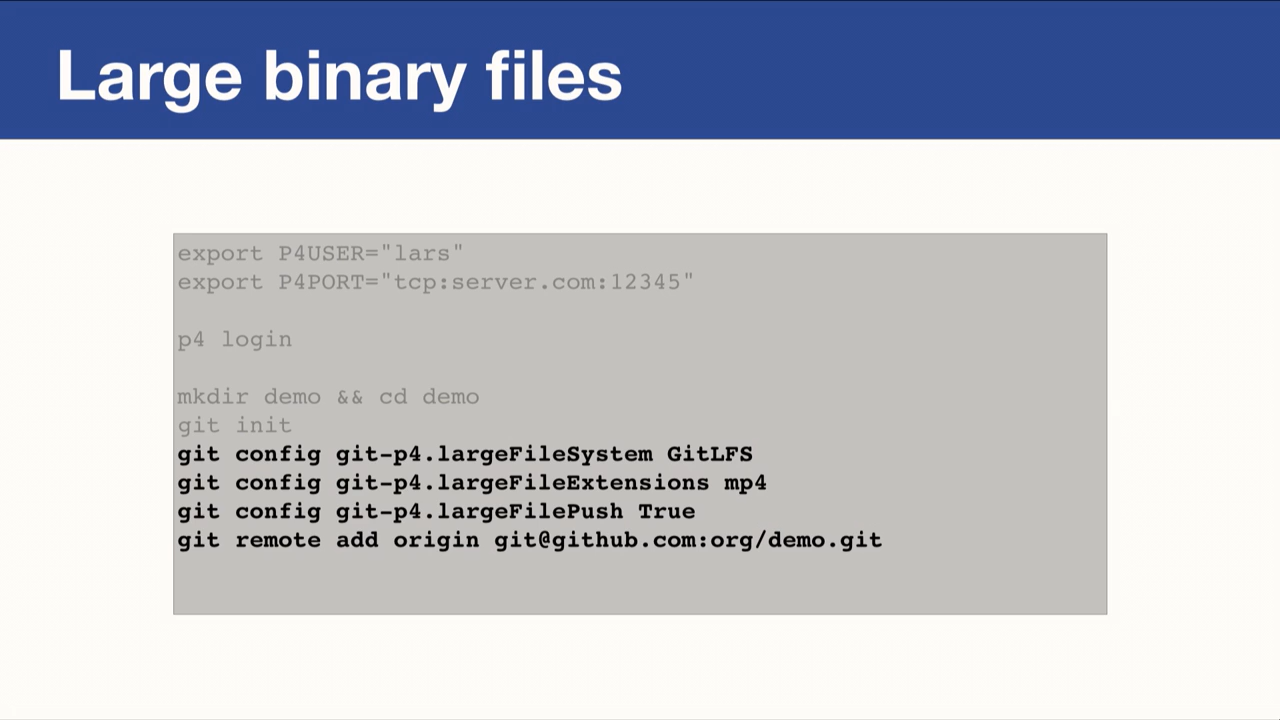 Large binary files
export P4USER="lars"
export P4PORT="tcp:server.com:12345"
p4 login
mkdir demo && cd demo
git init
git config git-p4.largeFileSystem GitLFS
git config git-p4.largeFileExtensions mp4
git config git-p4.largeFilePush True
git remote add origin git@github.com:org/demo.git